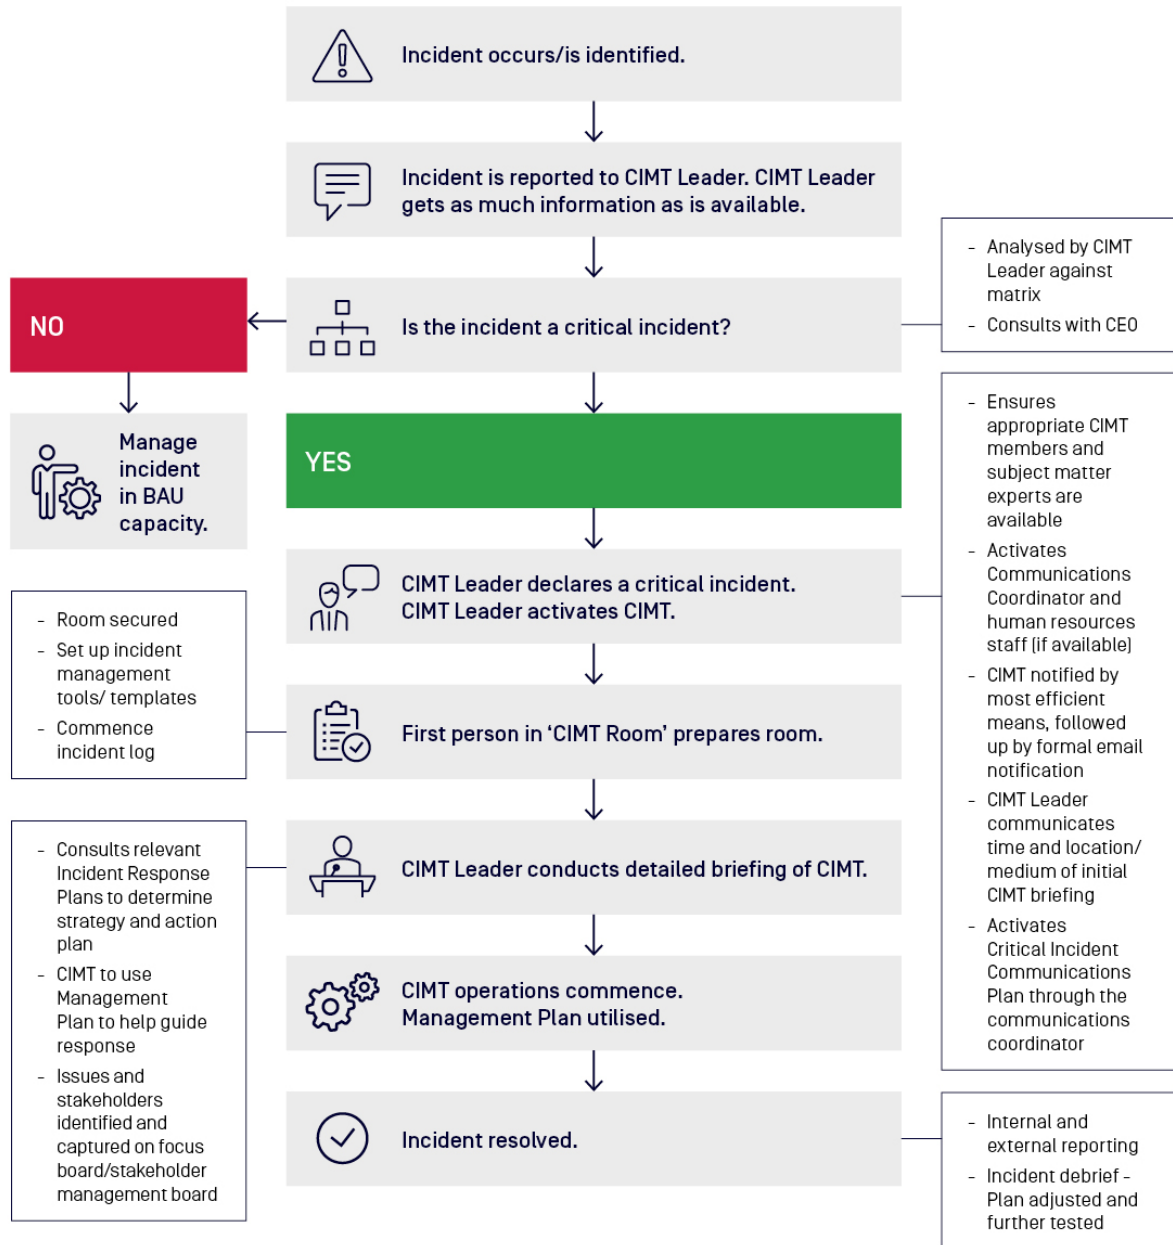 Incident occurs/is identified.
Incident is reported to CIMT Leader. CIMT Leader
gets as much information as is available.
- Analysed by CIMT
Leader against
matrix
- Consults with CEO
NO
Is the incident a critical incident?
Manage
incident
in BAU
capacity.
YES
- Ensures
appropriate CIMT
members and
subject matter
experts are
available
- Activates
Communications
Coordinator and
human resources
staff (if available)
- CIMT notified by
most efficient
means, followed
up by formal email
notification
- CIMT Leader
communicates
time and location/
medium of initial
CIMT briefing
- Activates
Critical Incident
Communications
Plan through the
communications
coordinator
CIMT Leader declares a critical incident.
CIMT Leader activates CIMT.
- Room secured
- Set up incident
management
tools/ templates
- Commence
incident log
First person in ‘CIMT Room’ prepares room.
- Consults relevant
Incident Response
Plans to determine
strategy and action
plan
- CIMT to use
Management
Plan to help guide
response
- Issues and
stakeholders
identified and
captured on focus
board/stakeholder
management board
CIMT Leader conducts detailed briefing of CIMT.
CIMT operations commence.
Management Plan utilised.
Incident resolved.
- Internal and
external reporting
- Incident debrief -
Plan adjusted and
further tested